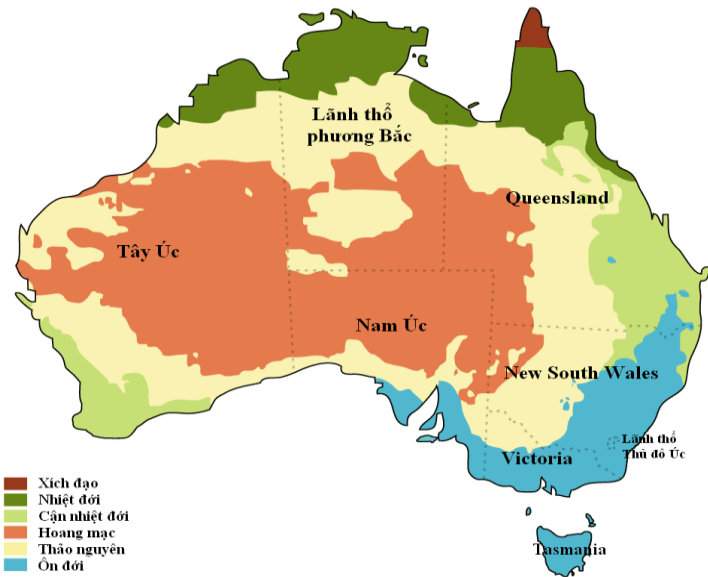 Lãnh thổ
phương Bắc
Queensland
Tây Úc
Nam Úc
New South Wales
Lãnh thổ
Thủ đô Úc
Victoria
Tasmania
Xích đạo
Nhiệt đới
Cận nhiệt đới
Hoang mạc
Thảo nguyên
Ôn đới